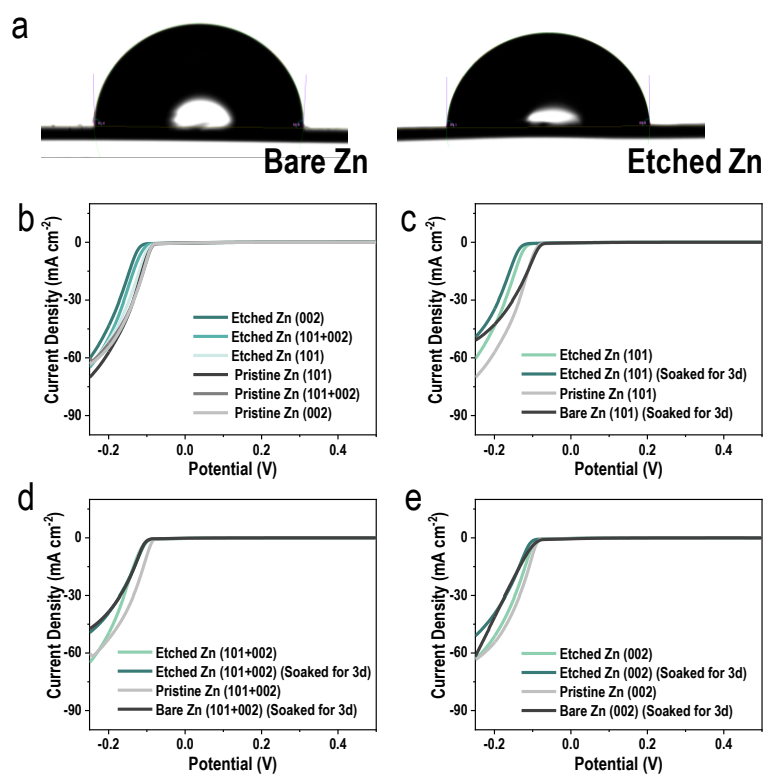 a
Bare Zn
Etched Zn
b
Current Density (mA cm-2)
0
-30
-60
-90
Etched Zn (002)
Etched Zn (101+002)
Etched Zn (101)
Pristine Zn (101)
Pristine Zn (101+002)
Pristine Zn (002)
-0.2
0.0
0.2
0.4
Potential (V)
c
Current Density (mA cm-2)
0
-30
-60
-90
Etched Zn (101)
Etched Zn (101) (Soaked for 3d)
Pristine Zn (101)
Bare Zn (101) (Soaked for 3d)
-0.2
0.0
0.2
0.4
Potential (V)
d
Current Density (mA cm-2)
0
-30
-60
-90
Etched Zn (101+002)
Etched Zn (101+002) (Soaked for 3d)
Pristine Zn (101+002)
Bare Zn (101+002) (Soaked for 3d)
-0.2
0.0
0.2
0.4
Potential (V)
e
Current Density (mA cm-2)
0
-30
-60
-90
Etched Zn (002)
Etched Zn (002) (Soaked for 3d)
Pristine Zn (002)
Bare Zn (002) (Soaked for 3d)
-0.2
0.0
0.2
0.4
Potential (V)